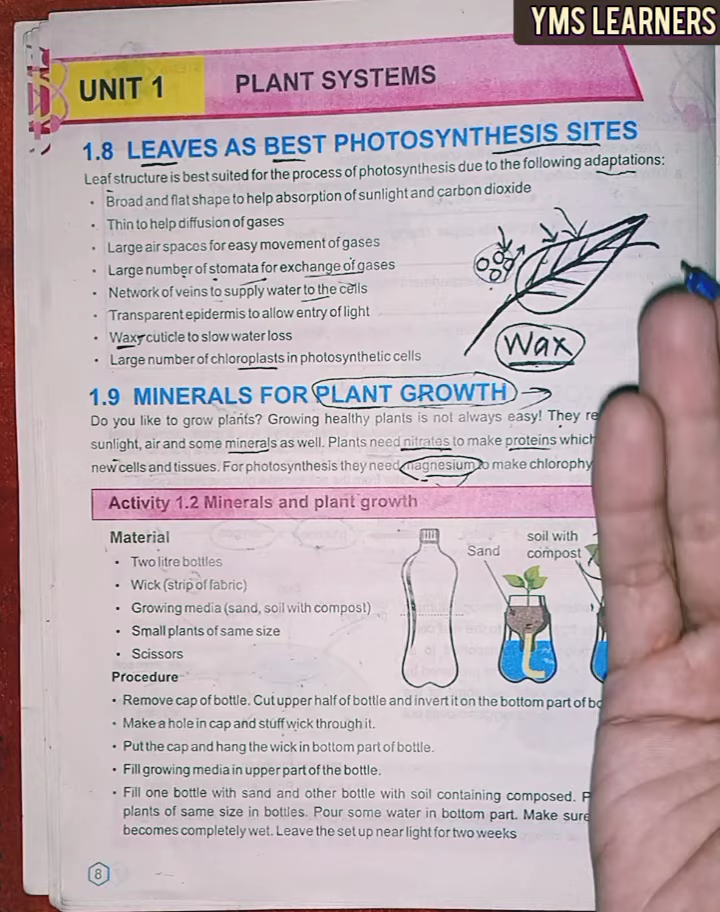 YMS LEARNERS
UNIT 1 PLANT SYSTEMS
1.8 LEAVES AS BEST PHOTOSYNTHESIS SITES
Leaf structure is best suited for the process of photosynthesis due to the following adaptations:
• Broad and flat shape to help absorption of sunlight and carbon dioxide
• Thin to help diffusion of gases
• Large air spaces for easy movement of gases
• Large number of stomata for exchange of gases
• Network of veins to supply water to the cells
• Transparent epidermis to allow entry of light
• Waxy cuticle to slow water loss
• Large number of chloroplasts in photosynthetic cells
Wax
1.9 MINERALS FOR PLANT GROWTH
Do you like to grow plants? Growing healthy plants is not always easy! They re
sunlight, air and some minerals as well. Plants need nitrates to make proteins which
new cells and tissues. For photosynthesis they need magnesium to make chlorophy
Activity 1.2 Minerals and plant growth
Material
• Two litre bottles
• Wick (strip of fabric)
• Growing media (sand, soil with compost)
• Small plants of same size
• Scissors
Sand
soil with
compost
Procedure
• Remove cap of bottle. Cut upper half of bottle and invert it on the bottom part of bo
• Make a hole in cap and stuff wick through it.
• Put the cap and hang the wick in bottom part of bottle.
• Fill growing media in upper part of the bottle.
• Fill one bottle with sand and other bottle with soil containing composed. P
plants of same size in bottles. Pour some water in bottom part. Make sure
becomes completely wet. Leave the set up near light for two weeks
8